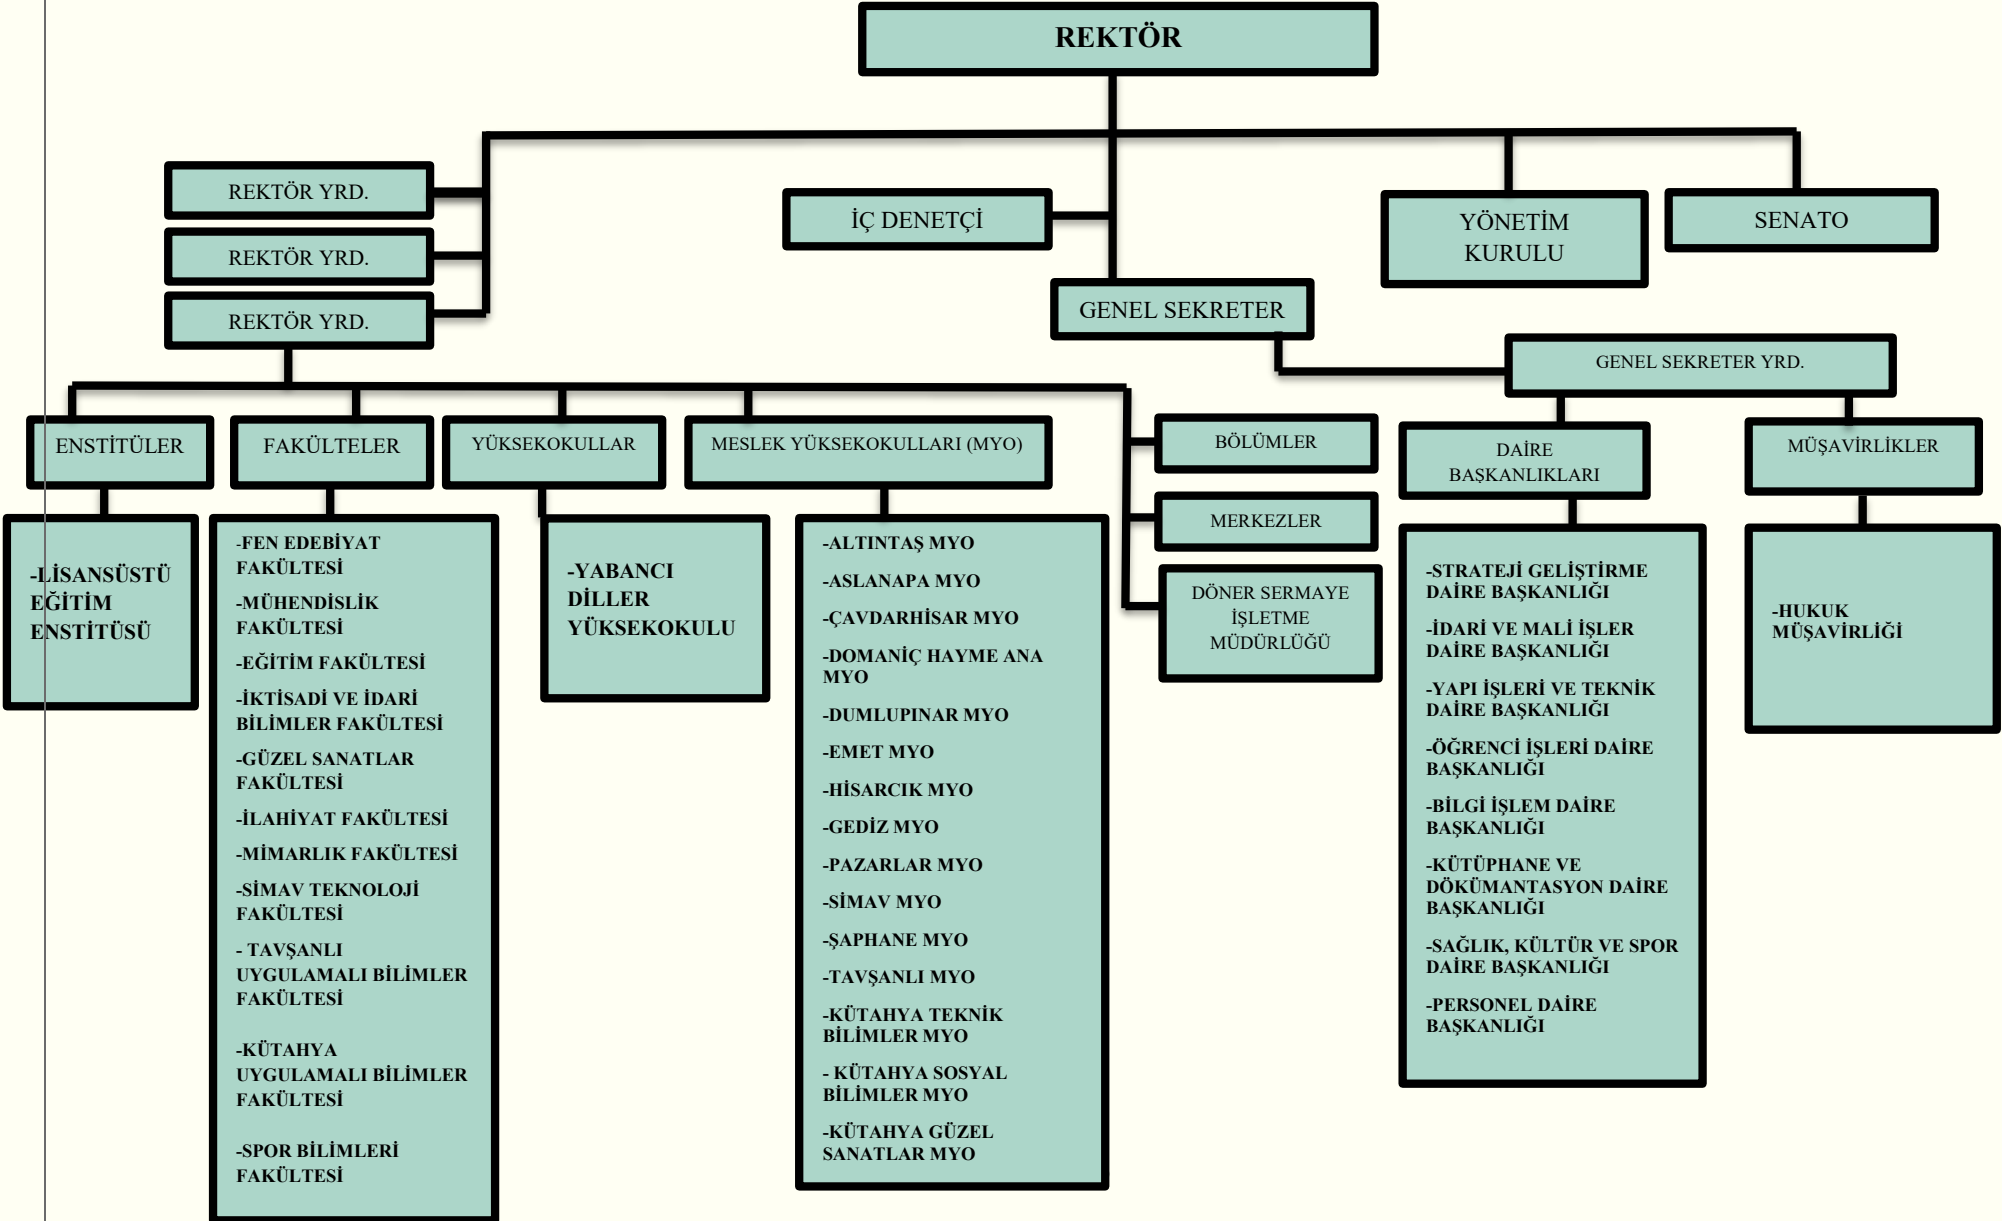 REKTÖR
REKTÖR YRD.
REKTÖR YRD.
REKTÖR YRD.
İÇ DENETÇİ
YÖNETİM
KURULU
SENATO
GENEL SEKRETER
GENEL SEKRETER YRD.
ENSTİTÜLER
FAKÜLTELER
YÜKSEKOKULLAR
MESLEK YÜKSEKOKULLARI (MYO)
BÖLÜMLER
MERKEZLER
DÖNER SERMAYE
İŞLETME
MÜDÜRLÜĞÜ
DAİRE
BAŞKANLIKLARI
MÜŞAVİRLİKLER
-LİSANSÜSTÜ
EĞİTİM
ENSTİTÜSÜ
-FEN EDEBİYAT
FAKÜLTESİ
-MÜHENDİSLİK
FAKÜLTESİ
-EĞİTİM FAKÜLTESİ
-İKTİSADİ VE İDARİ
BİLİMLER FAKÜLTESİ
-GÜZEL SANATLAR
FAKÜLTESİ
-İLAHİYAT FAKÜLTESİ
-MİMARLIK FAKÜLTESİ
-SİMAV TEKNOLOJİ
FAKÜLTESİ
- TAVŞANLI
UYGULAMALI BİLİMLER
FAKÜLTESİ
-KÜTAHYA
UYGULAMALI BİLİMLER
FAKÜLTESİ
-SPOR BİLİMLERİ
FAKÜLTESİ
-YABANCI
DİLLER
YÜKSEKOKULU
-ALTINTAŞ MYO
-ASLANAPA MYO
-ÇAVDARHİSAR MYO
-DOMANİÇ HAYME ANA
MYO
-DUMLUPINAR MYO
-EMET MYO
-HİSARCIK MYO
-GEDİZ MYO
-PAZARLAR MYO
-SİMAV MYO
-ŞAPHANE MYO
-TAVŞANLI MYO
-KÜTAHYA TEKNİK
BİLİMLER MYO
- KÜTAHYA SOSYAL
BİLİMLER MYO
-KÜTAHYA GÜZEL
SANATLAR MYO
-STRATEJİ GELİŞTİRME
DAİRE BAŞKANLIĞI
-İDARİ VE MALİ İŞLER
DAİRE BAŞKANLIĞI
-YAPI İŞLERİ VE TEKNİK
DAİRE BAŞKANLIĞI
-ÖĞRENCİ İŞLERİ DAİRE
BAŞKANLIĞI
-BİLGİ İŞLEM DAİRE
BAŞKANLIĞI
-KÜTÜPHANE VE
DÖKÜMANTASYON DAİRE
BAŞKANLIĞI
-SAĞLIK, KÜLTÜR VE SPOR
DAİRE BAŞKANLIĞI
-PERSONEL DAİRE
BAŞKANLIĞI
-HUKUK
MÜŞAVİRLİĞİ